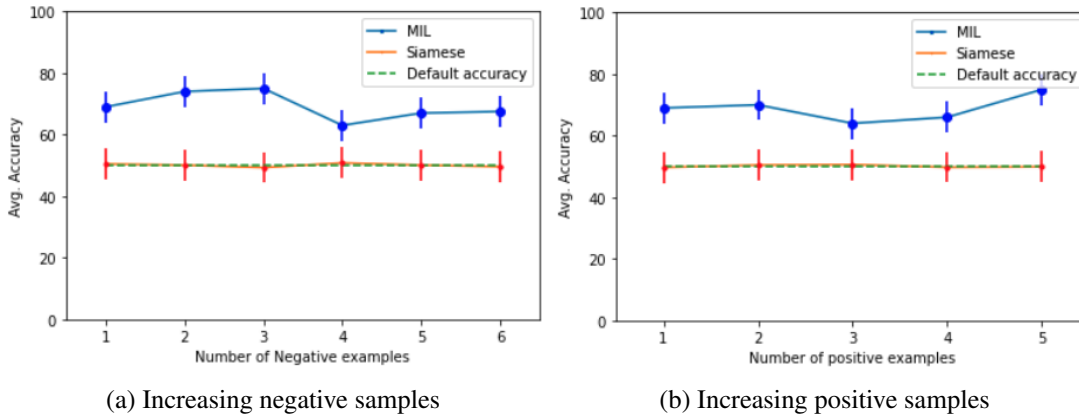 100
80
60
40
20
0
Avg. Accuracy
MIL
Siamese
Default accuracy
1 2 3 4 5 6
Number of Negative examples
(a) Increasing negative samples
100
80
60
40
20
0
Avg. Accuracy
MIL
Siamese
Default accuracy
1 2 3 4 5
Number of positive examples
(b) Increasing positive samples